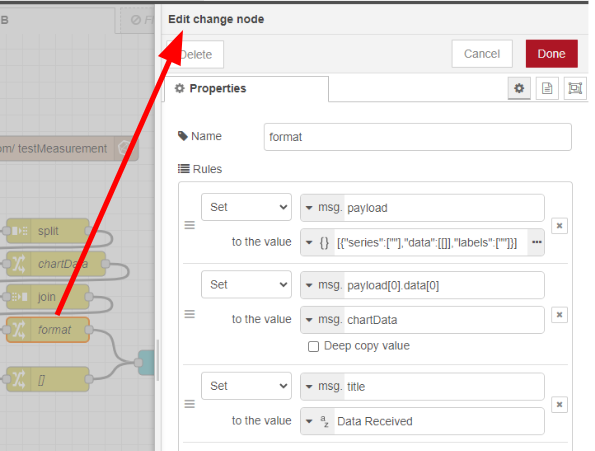 B
Edit change node
Delete
Cancel
Done
Properties
Name
format
om/ testMeasurement
Rules
Set
msg. payload
to the value
{} [{"series":[""],"data":[[]],"labels":[""]}]
split
chartData
Set
msg. payload[0].data[0]
join
to the value
msg. chartData
format
Deep copy value
Set
msg. title
[]
to the value
az Data Received